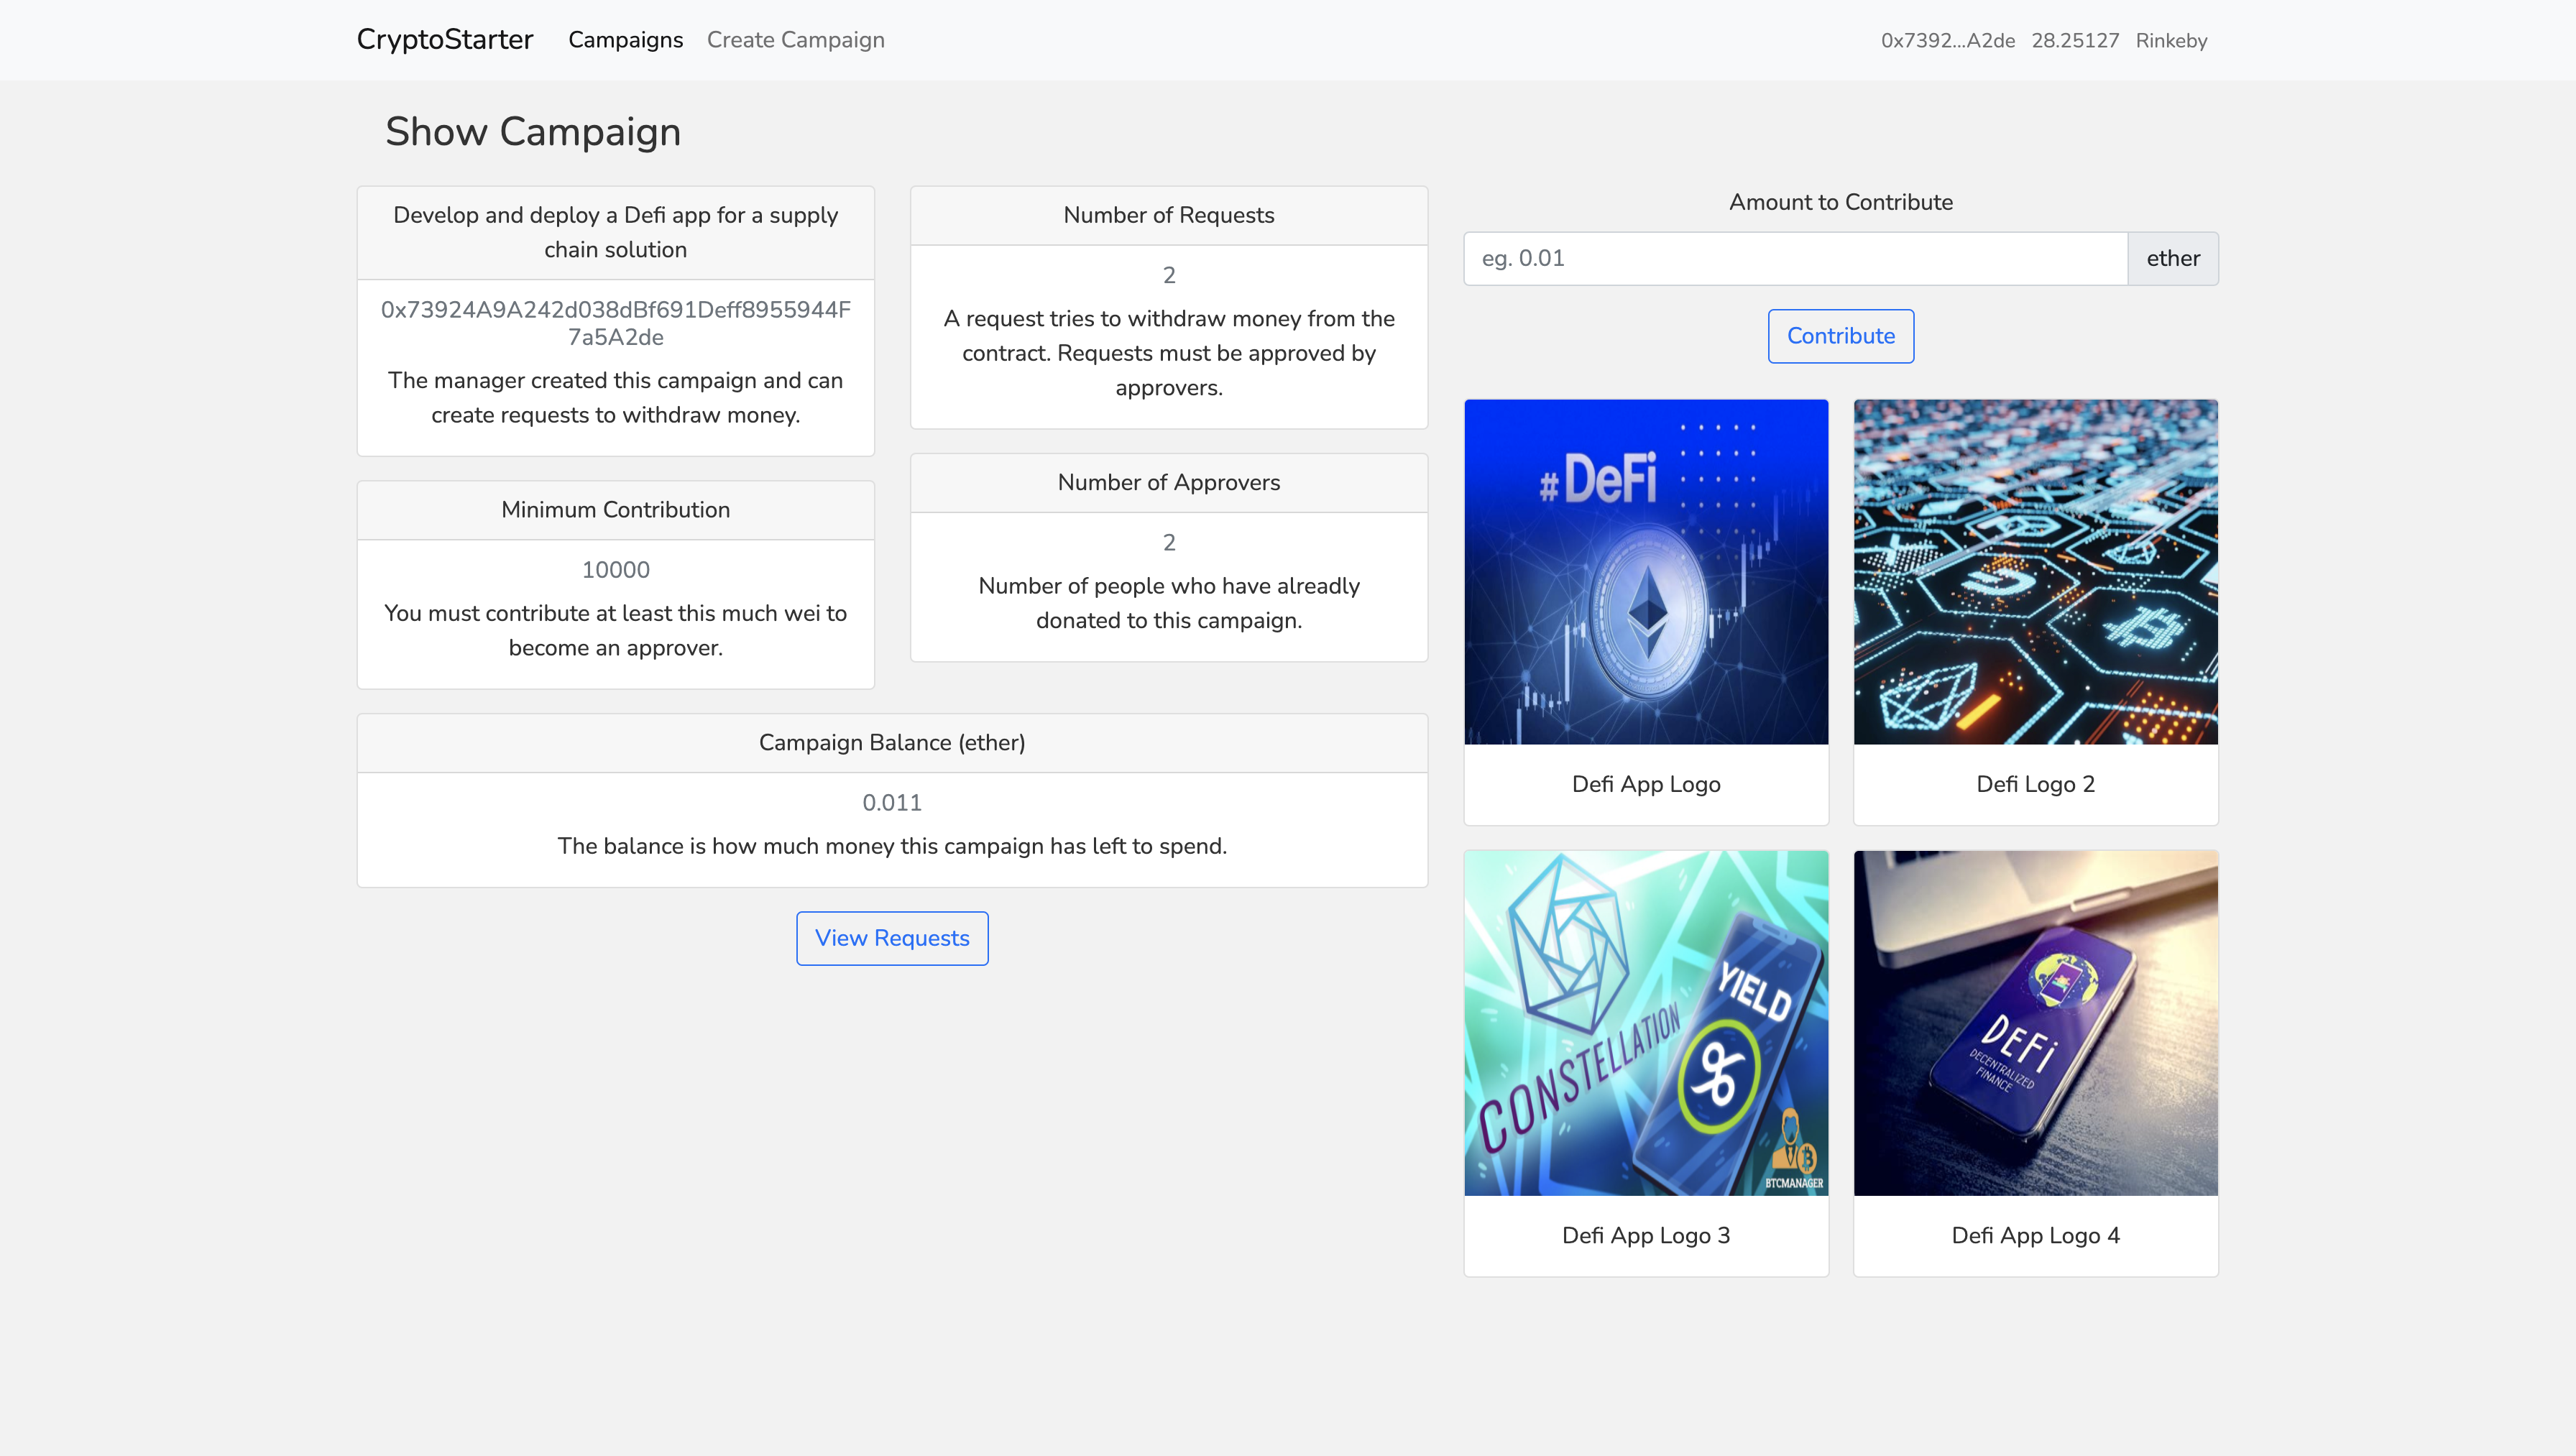 CryptoStarter Campaigns Create Campaign 0x7392...A2de 28.25127 Rinkeby
Show Campaign
Develop and deploy a Defi app for a supply
chain solution
0x73924A9A242d038dBf691Deff8955944F
7a5A2de
The manager created this campaign and can
create requests to withdraw money.
Minimum Contribution
10000
You must contribute at least this much wei to
become an approver.
Number of Requests
2
A request tries to withdraw money from the
contract. Requests must be approved by
approvers.
Number of Approvers
2
Number of people who have alreadly
donated to this campaign.
Campaign Balance (ether)
0.011
The balance is how much money this campaign has left to spend.
View Requests
Amount to Contribute
eg. 0.01 ether
Contribute
#DeFi
Defi App Logo
Defi Logo 2
CONSTELLATION
YIELD
%
BTCMANAGER
Defi App Logo 3
DEFi
DECENTRALIZED
FINANCE
Defi App Logo 4